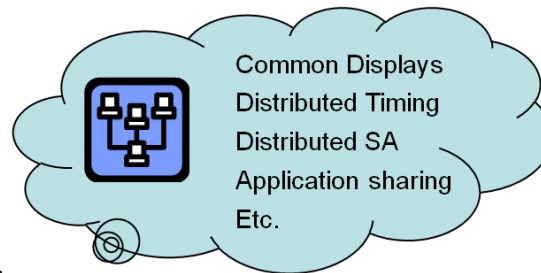 Common Displays
Distributed Timing
Distributed SA
Application sharing
Etc.